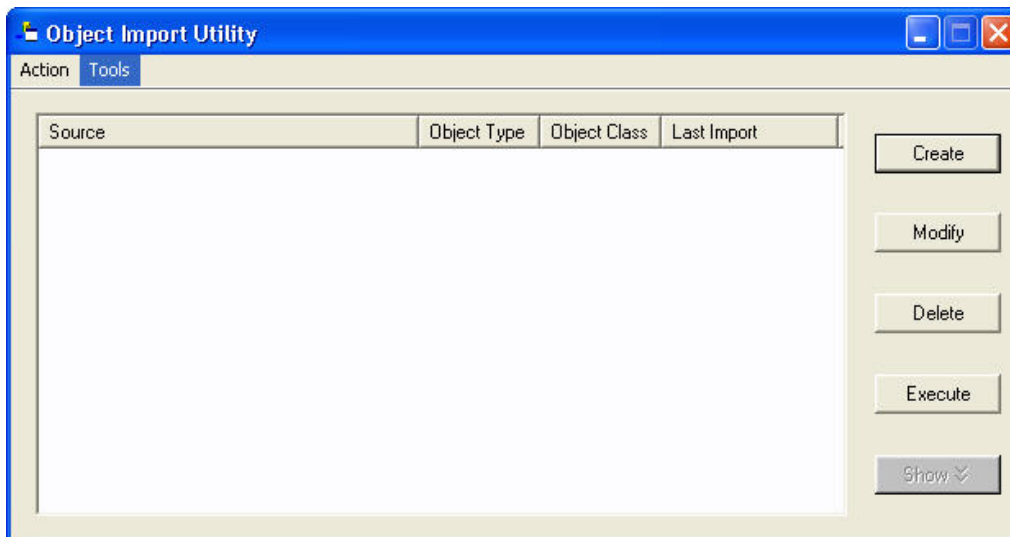 Object Import Utility
Action Tools
Source Object Type Object Class Last Import
Create
Modify
Delete
Execute
Show